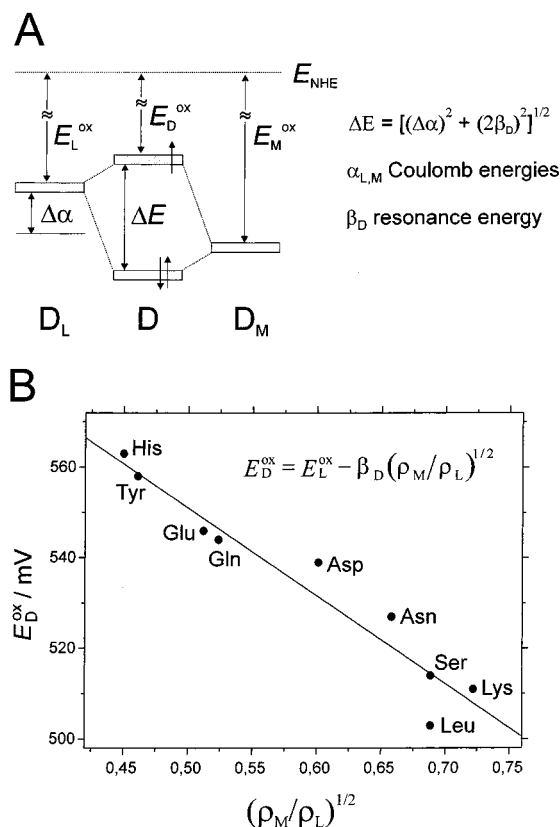 A
E_NHE
E_L^ox
E_D^ox
E_M^ox
ΔE = [(Δα)² + (2β_D)²]^1/2
α_L,M Coulomb energies
β_D resonance energy
Δα
ΔE
D_L
D
D_M
B
E_D^ox = E_L^ox − β_D(ρ_M/ρ_L)^1/2
E_D^ox / mV
560
540
520
500
His
Tyr
Glu
Gln
Asp
Asn
Ser
Lys
Leu
0,45 0,50 0,55 0,60 0,65 0,70 0,75
(ρ_M/ρ_L)^1/2